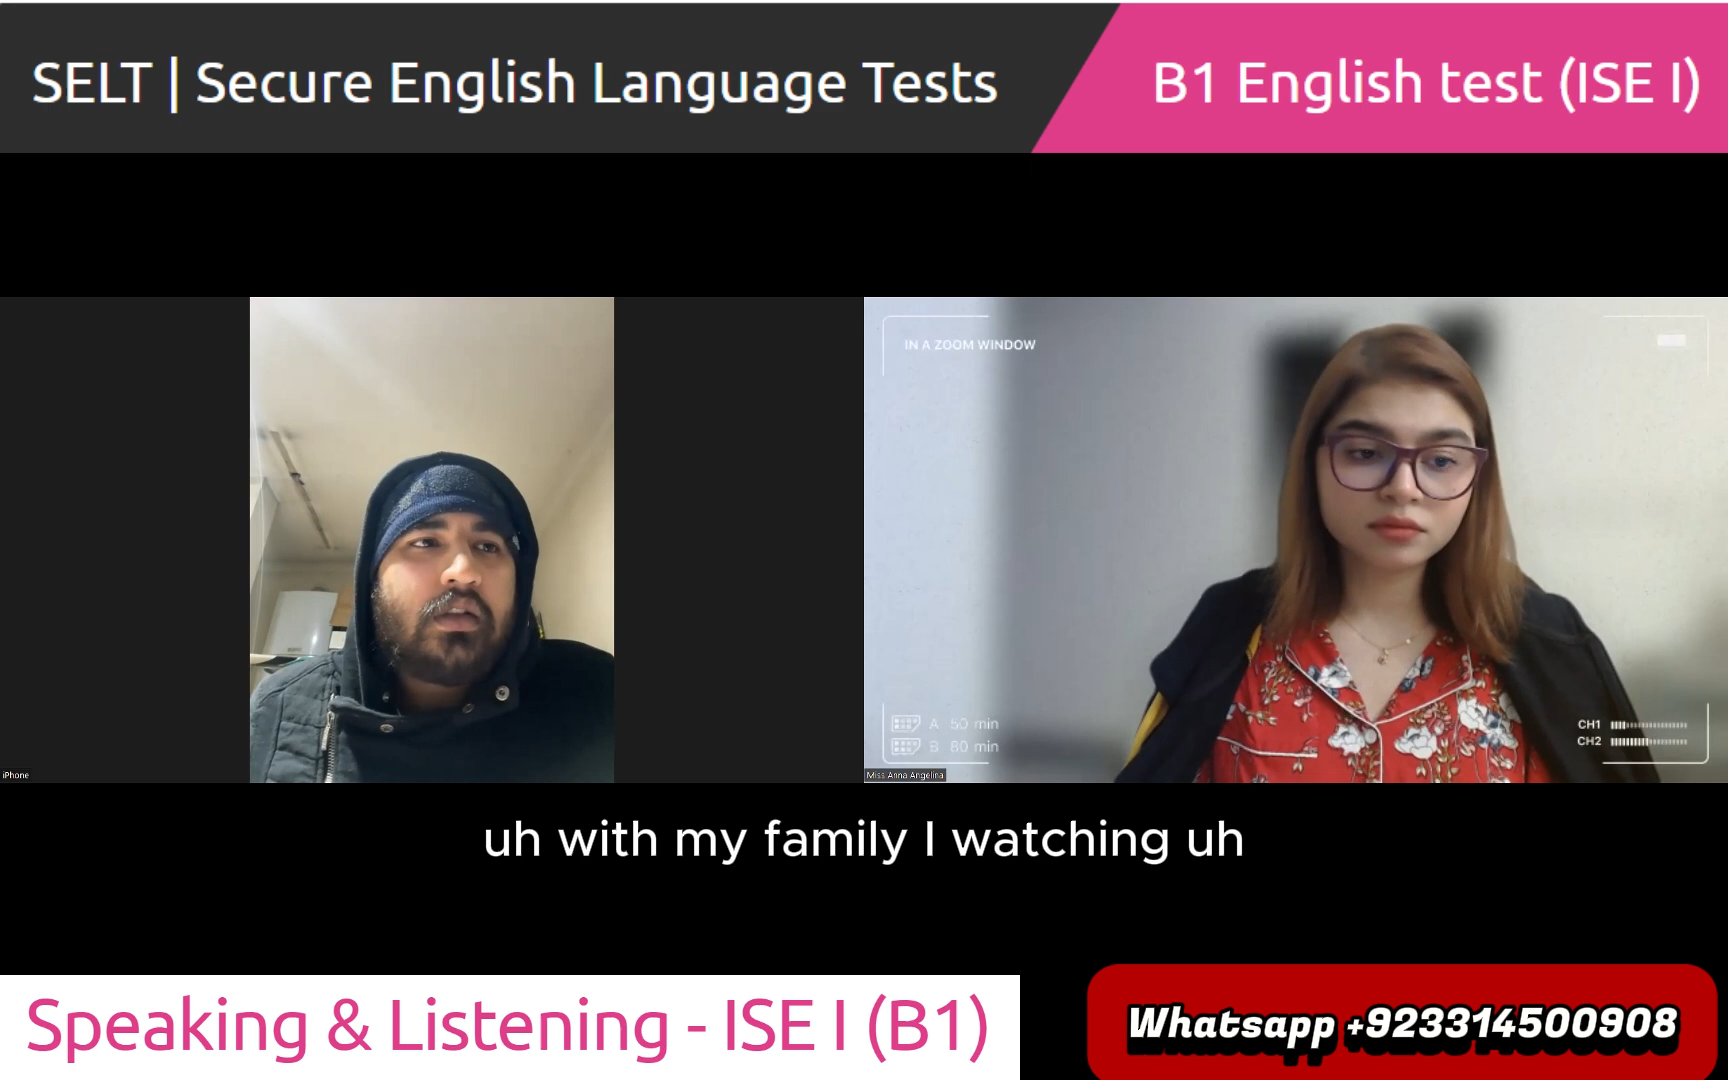 SELT | Secure English Language Tests
B1 English test (ISE I)
IN A ZOOM WINDOW
A 50 min
B 80 min
CH1
CH2
iPhone
Miss Anna Angelina
uh with my family I watching uh
Speaking & Listening - ISE I (B1)
Whatsapp +923314500908